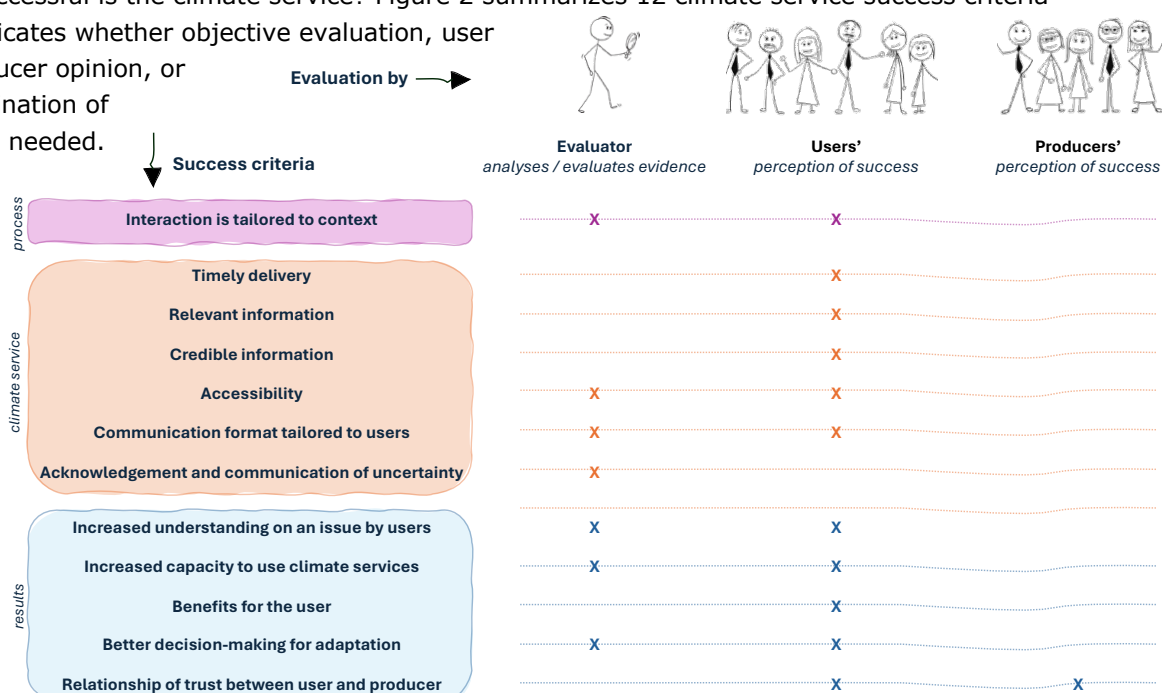 is the climate service? Figure 2 summarizes 12 climate service success criteria
whether objective evaluation, user
opinion, or
of
needed.
Evaluation by
Success criteria
Evaluator
analyses / evaluates evidence
Users’
perception of success
Producers’
perception of success
process
Interaction is tailored to context X X
climate service
Timely delivery X
Relevant information X
Credible information X
Accessibility X X
Communication format tailored to users X X
Acknowledgement and communication of uncertainty X
results
Increased understanding on an issue by users X X
Increased capacity to use climate services X X
Benefits for the user X
Better decision-making for adaptation X X
Relationship of trust between user and producer X X